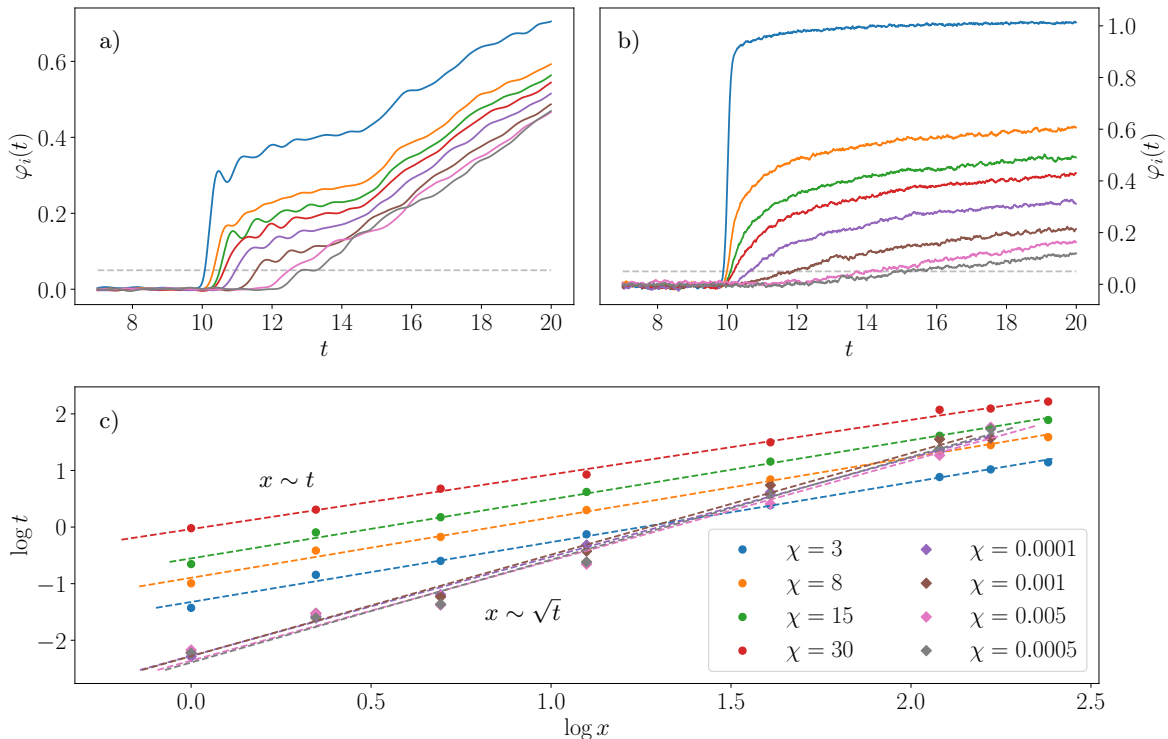 a)
φᵢ(t)
0.6
0.4
0.2
0.0
8 10 12 14 16 18 20
t
b)
1.0
0.8
0.6
0.4
0.2
0.0
φᵢ(t)
8 10 12 14 16 18 20
t
c)
log t
2
1
0
−1
−2
x ∼ t
x ∼ √t
χ = 3
χ = 8
χ = 15
χ = 30
χ = 0.0001
χ = 0.001
χ = 0.005
χ = 0.0005
0.0 0.5 1.0 1.5 2.0 2.5
log x